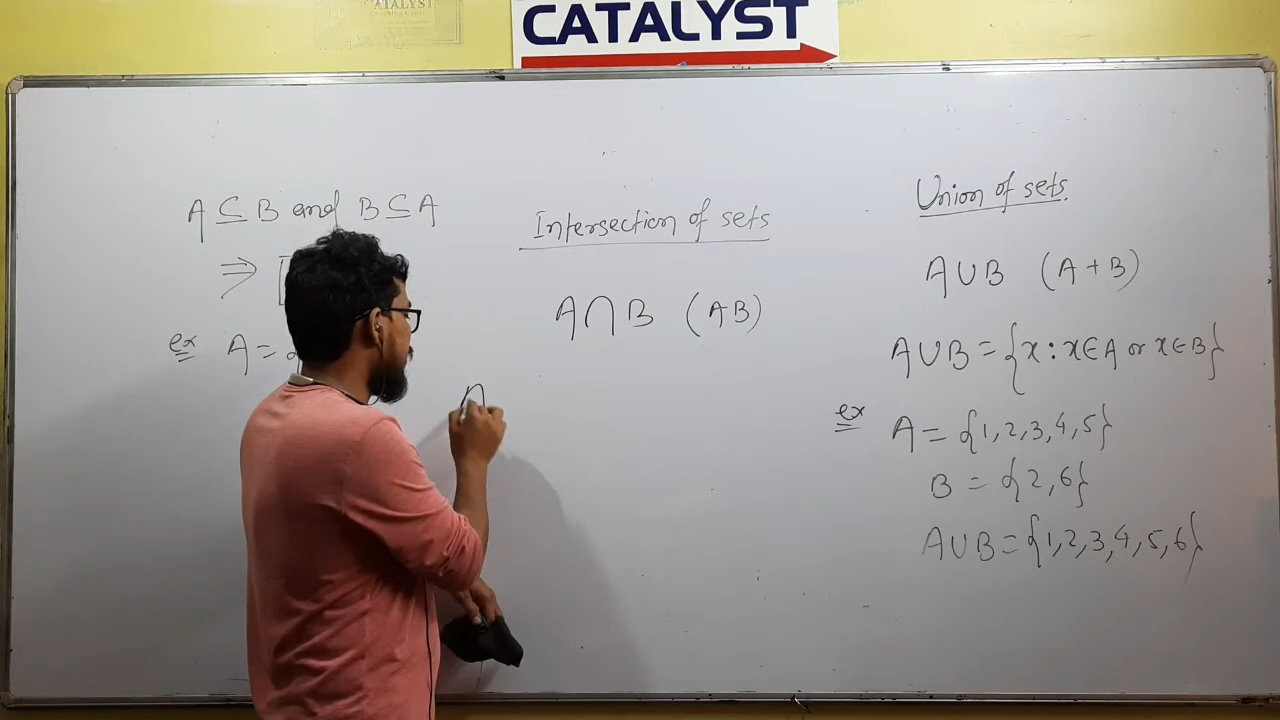 CATALYST
CATALYST
A ⊆ B and B ⊆ A
⇒
ex A =
Intersection of sets
A ∩ B (AB)
Union of sets.
A ∪ B (A + B)
A ∪ B = {x : x ∈ A or x ∈ B}
ex A = {1, 2, 3, 4, 5}
B = {2, 6}
A ∪ B = {1, 2, 3, 4, 5, 6}